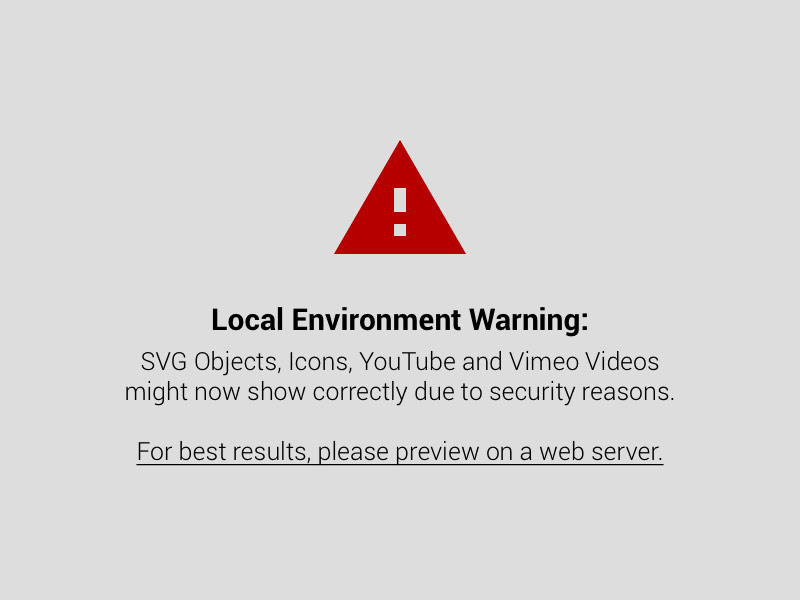 Local Environment Warning:
SVG Objects, Icons, YouTube and Vimeo Videos
might now show correctly due to security reasons.
For best results, please preview on a web server.